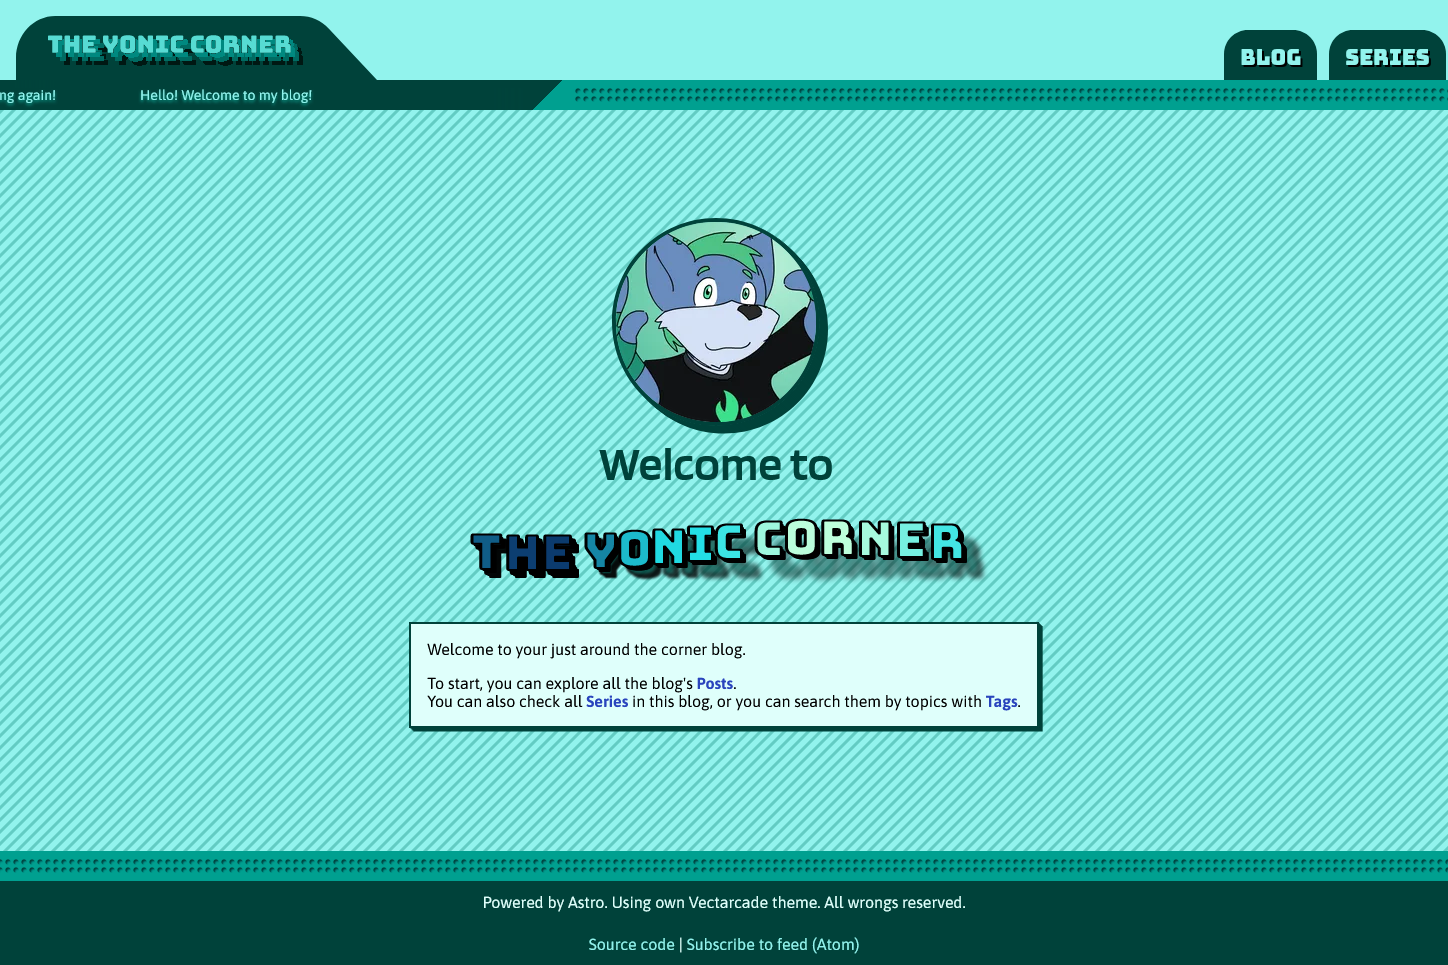 THE YONIC CORNER
BLOG
SERIES
ng again!
Hello! Welcome to my blog!
Welcome to
THE YONIC CORNER
Welcome to your just around the corner blog.
To start, you can explore all the blog's Posts.
You can also check all Series in this blog, or you can search them by topics with Tags.
Powered by Astro. Using own Vectarcade theme. All wrongs reserved.
Source code | Subscribe to feed (Atom)